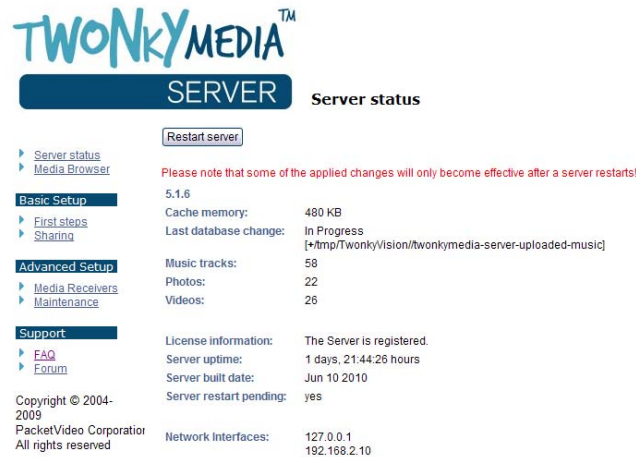 TWONKYMEDIA™
SERVER
Server status
Restart server
Server status
Media Browser
Please note that some of the applied changes will only become effective after a server restarts!
Basic Setup
First steps
Sharing
Advanced Setup
Media Receivers
Maintenance
Support
FAQ
Forum
Copyright © 2004-
2009
PacketVideo Corporation
All rights reserved
5.1.6
Cache memory: 480 KB
Last database change: In Progress
[+/tmp/TwonkyVision//twonkymedia-server-uploaded-music]
Music tracks: 58
Photos: 22
Videos: 26
License information: The Server is registered.
Server uptime: 1 days, 21:44:26 hours
Server built date: Jun 10 2010
Server restart pending: yes
Network Interfaces: 127.0.0.1
192.168.2.10